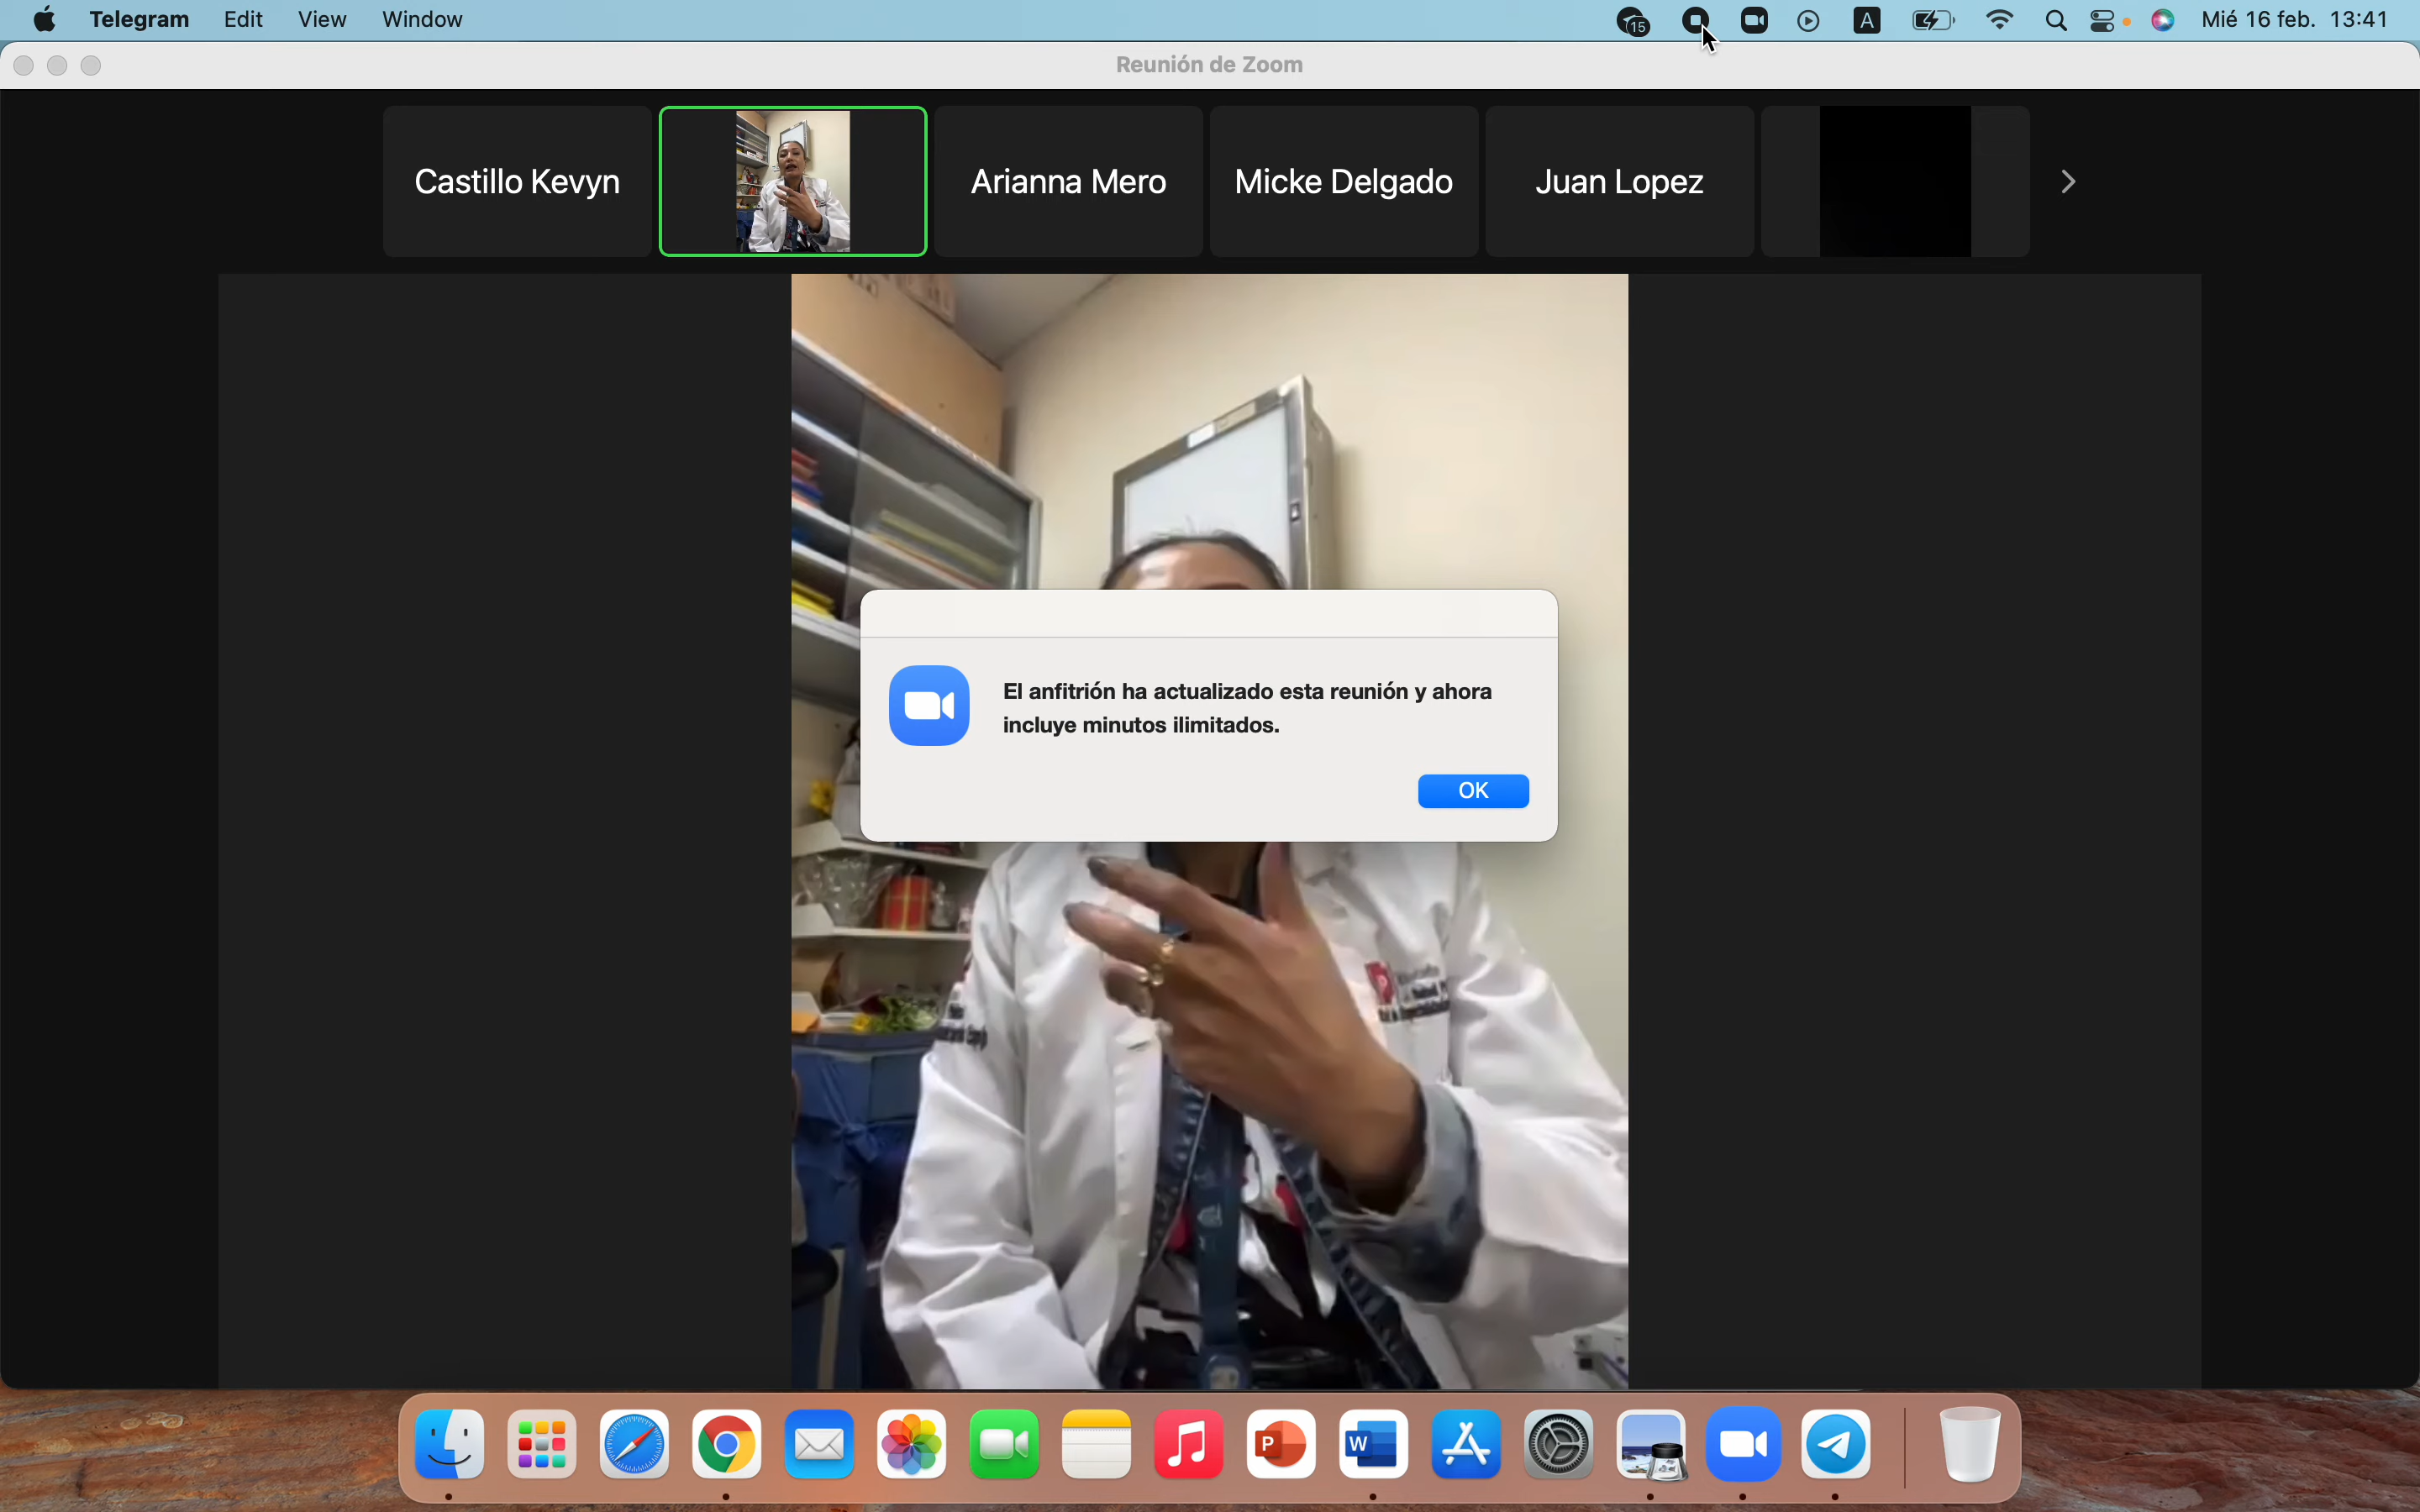 Telegram Edit View Window 15 A Mié 16 feb. 13:41
Reunión de Zoom
Castillo Kevyn Arianna Mero Micke Delgado Juan Lopez
El anfitrión ha actualizado esta reunión y ahora
incluye minutos ilimitados.
OK
P W